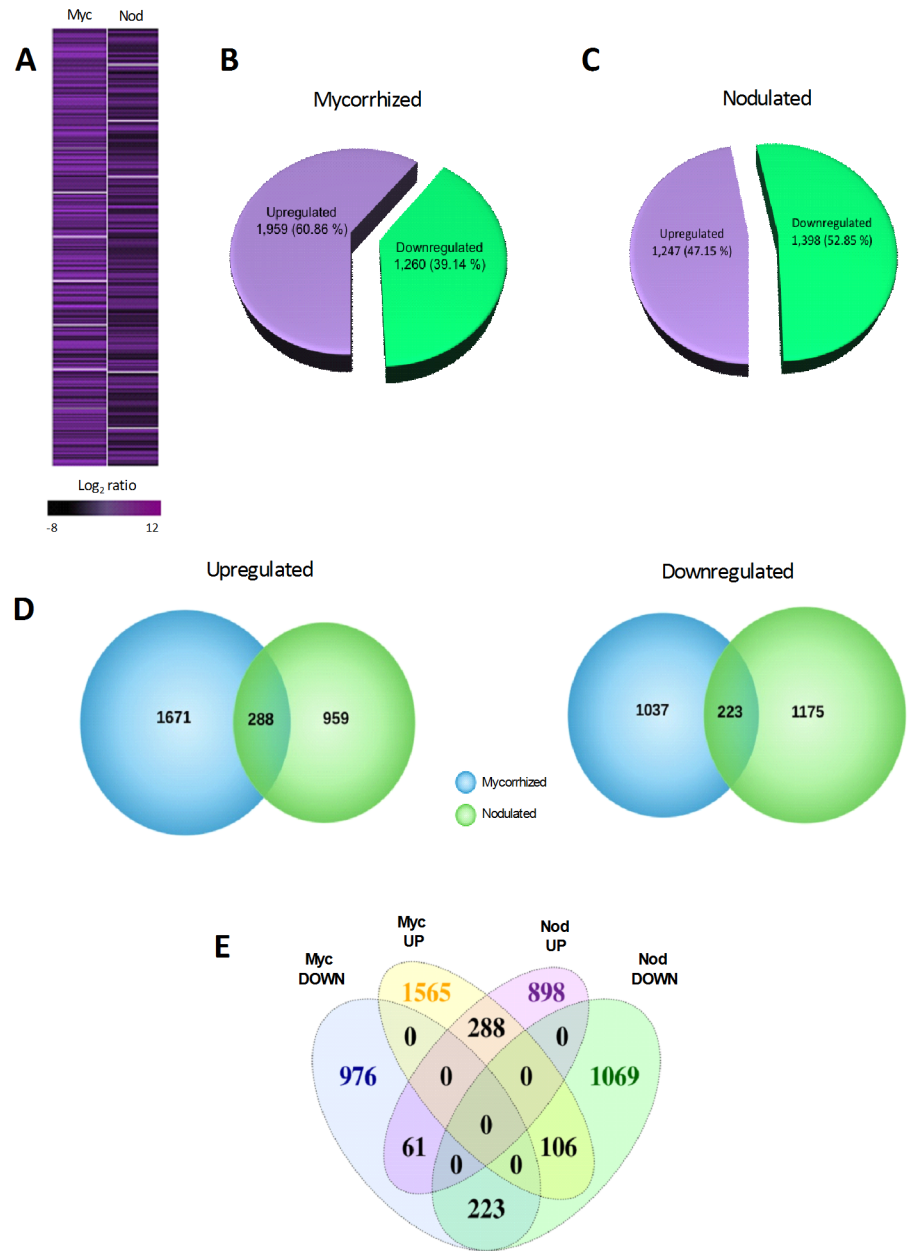 Myc Nod
A
B
C
Mycorrhized
Nodulated
Upregulated
1,959 (60.86 %)
Downregulated
1,260 (39.14 %)
Upregulated
1,247 (47.15 %)
Downregulated
1,398 (52.85 %)
Log2 ratio
-8 12
D
Upregulated
Downregulated
1671 288 959
1037 223 1175
Mycorrhized
Nodulated
E
Myc
DOWN
Myc
UP
Nod
UP
Nod
DOWN
1565 898
0 288 0
976 0 0 1069
0
61 106
0 0
223